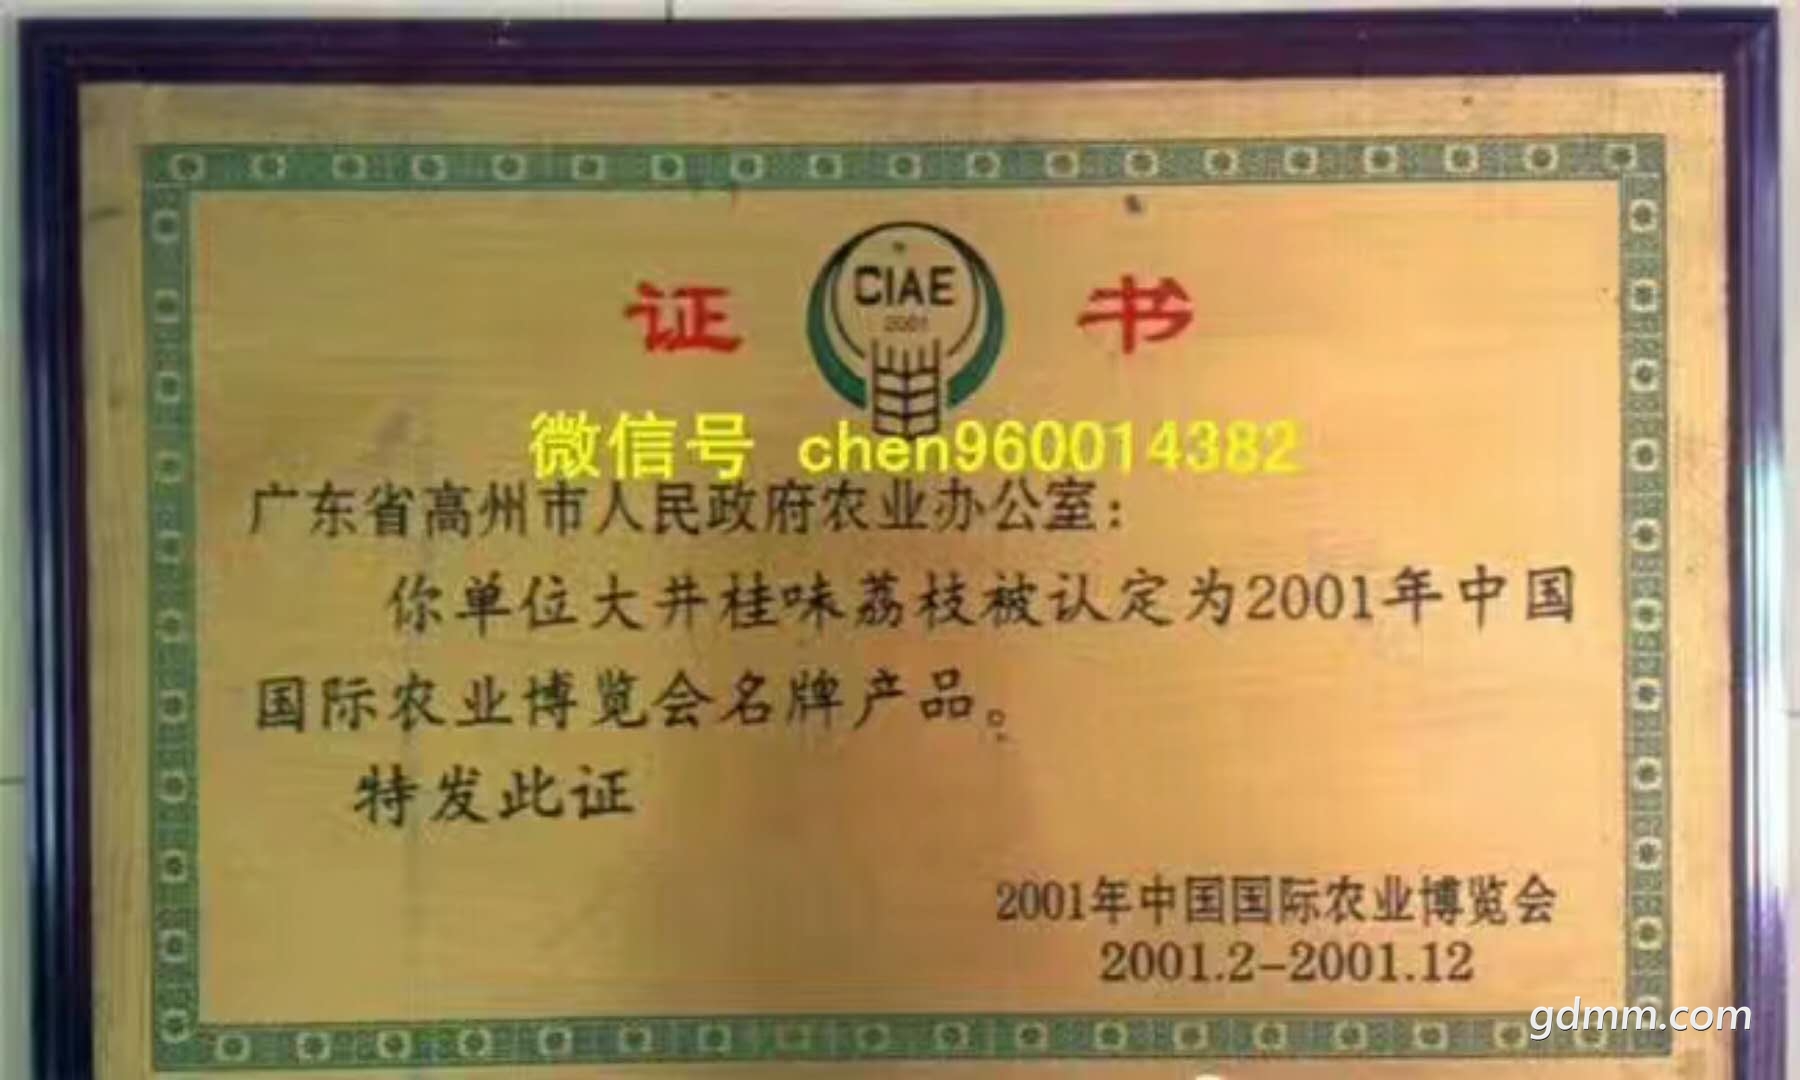 证 CIAE 书
2001
微信号 chen960014382
广东省高州市人民政府农业办公室：
你单位大井桂味荔枝被认定为2001年中国
国际农业博览会名牌产品。
特发此证
2001年中国国际农业博览会
2001.2-2001.12
gdmm.com